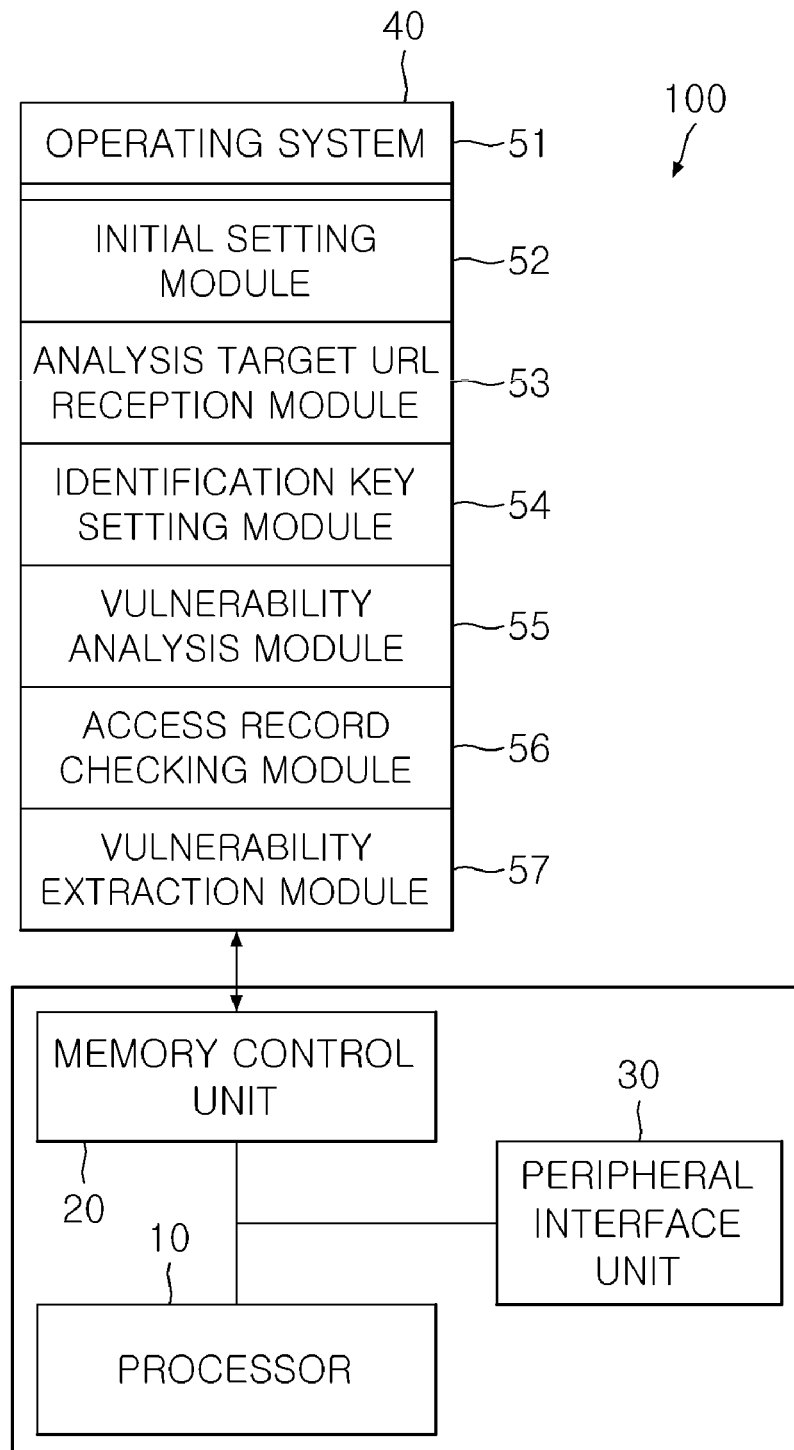 40
100
OPERATING SYSTEM
51
INITIAL SETTING
MODULE
52
ANALYSIS TARGET URL
RECEPTION MODULE
53
IDENTIFICATION KEY
SETTING MODULE
54
VULNERABILITY
ANALYSIS MODULE
55
ACCESS RECORD
CHECKING MODULE
56
VULNERABILITY
EXTRACTION MODULE
57
MEMORY CONTROL
UNIT
20
30
PERIPHERAL
INTERFACE
UNIT
10
PROCESSOR